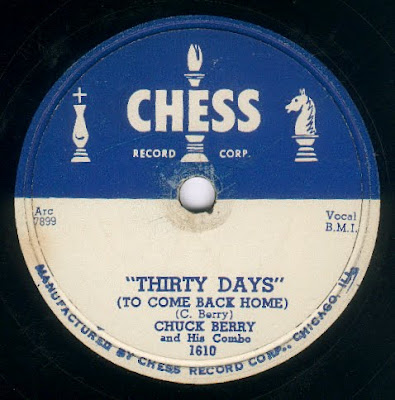 CHESS
RECORD CORP.
Arc
7899
Vocal
B.M.I.
"THIRTY DAYS"
(TO COME BACK HOME)
(C. Berry)
CHUCK BERRY
and His Combo
1610
MANUFACTURED BY CHESS RECORD CORP., CHICAGO, ILL.